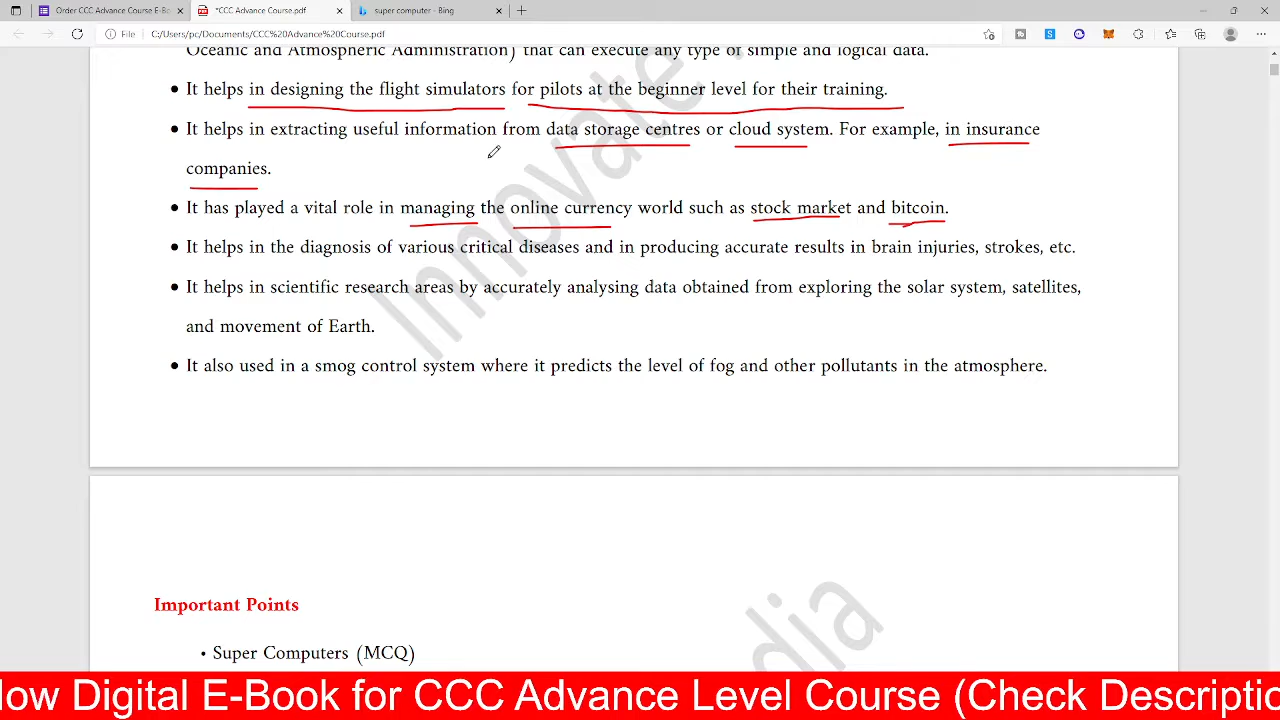 Order CCC Advance Course E-B
*CCC Advance Course.pdf
super computer - Bing
File
C:/Users/pc/Documents/CCC%20Advance%20Course.pdf
Oceanic and Atmospheric Administration) that can execute any type of simple and logical data.
• It helps in designing the flight simulators for pilots at the beginner level for their training.
• It helps in extracting useful information from data storage centres or cloud system. For example, in insurance
companies.
• It has played a vital role in managing the online currency world such as stock market and bitcoin.
• It helps in the diagnosis of various critical diseases and in producing accurate results in brain injuries, strokes, etc.
• It helps in scientific research areas by accurately analysing data obtained from exploring the solar system, satellites,
and movement of Earth.
• It also used in a smog control system where it predicts the level of fog and other pollutants in the atmosphere.
Innovate
dia
Important Points
• Super Computers (MCQ)
low Digital E-Book for CCC Advance Level Course (Check Descriptio